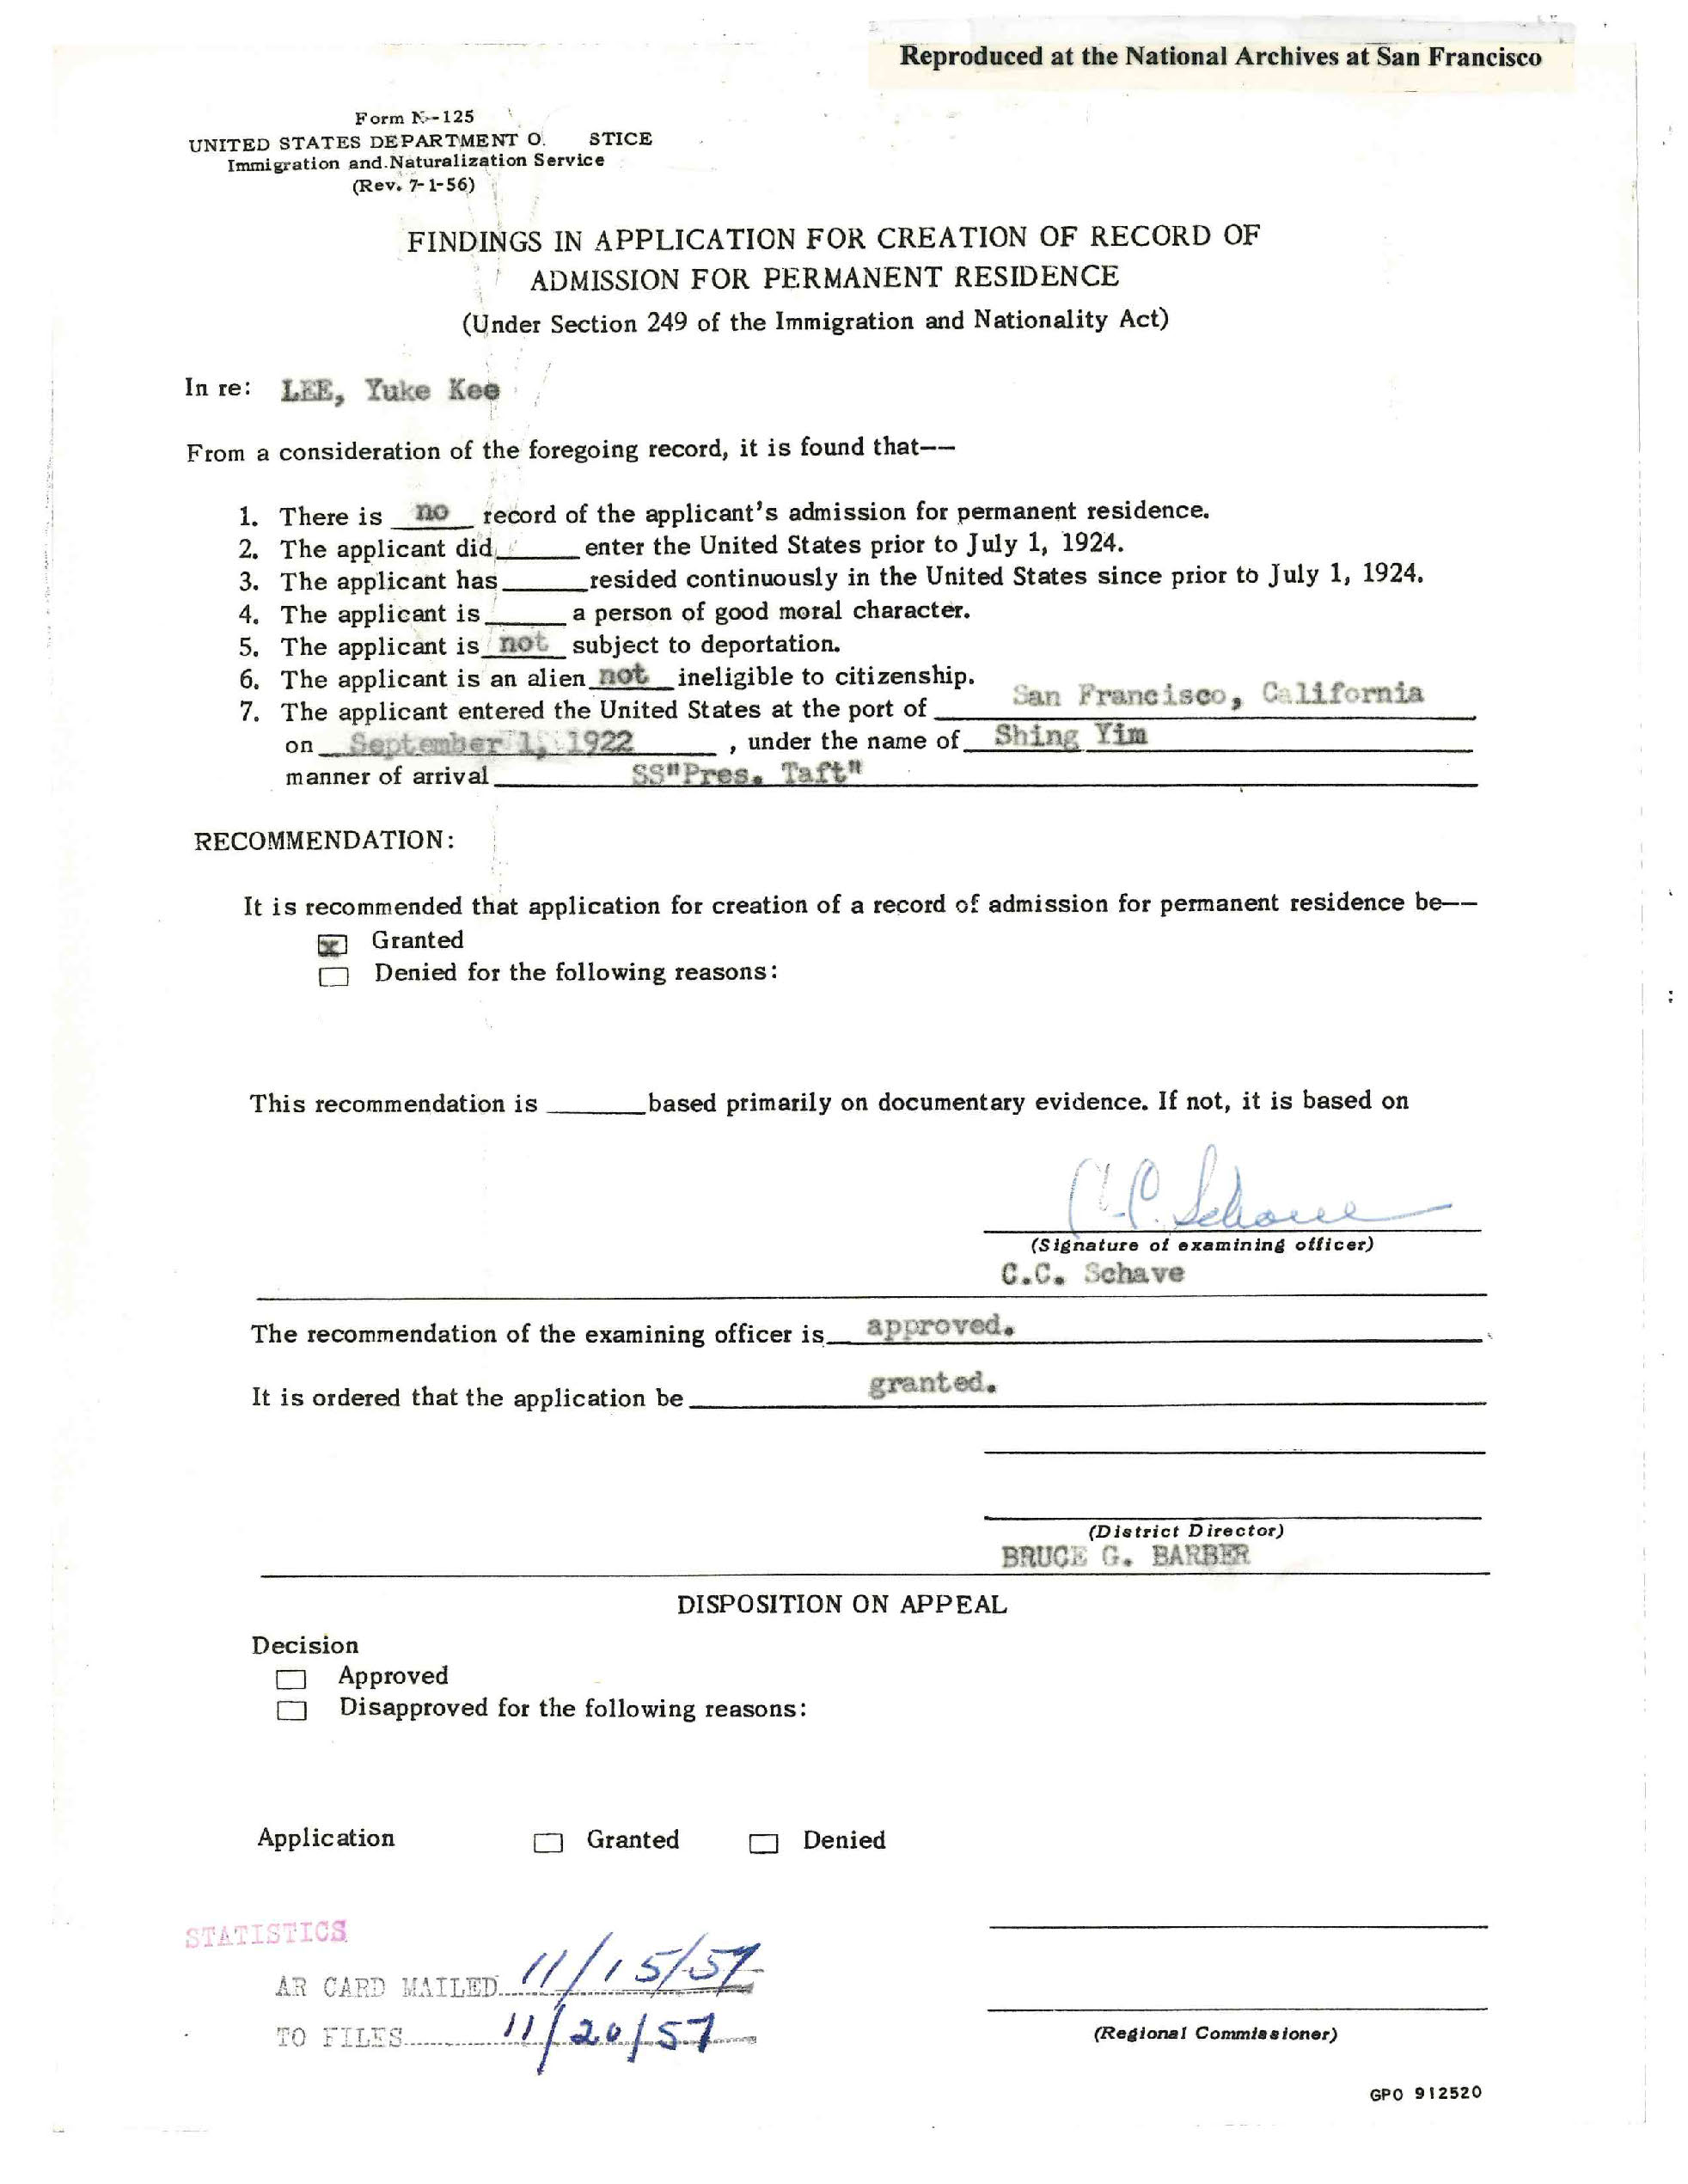 Reproduced at the National Archives at San Francisco
Form N-125
UNITED STATES DEPARTMENT O. STICE
Immigration and Naturalization Service
(Rev. 7-1-56)
FINDINGS IN APPLICATION FOR CREATION OF RECORD OF
ADMISSION FOR PERMANENT RESIDENCE
(Under Section 249 of the Immigration and Nationality Act)
In re: LEE, Yuke Kee
From a consideration of the foregoing record, it is found that--
1. There is no record of the applicant's admission for permanent residence.
2. The applicant did ____ enter the United States prior to July 1, 1924.
3. The applicant has ____ resided continuously in the United States since prior to July 1, 1924.
4. The applicant is ____ a person of good moral character.
5. The applicant is not subject to deportation.
6. The applicant is an alien not ineligible to citizenship.
7. The applicant entered the United States at the port of San Francisco, California
on September 1, 1922, under the name of Shing Yim
manner of arrival SS"Pres. Taft"
RECOMMENDATION:
It is recommended that application for creation of a record of admission for permanent residence be--
x Granted
Denied for the following reasons:
This recommendation is ____ based primarily on documentary evidence. If not, it is based on
C.C. Schave
(Signature of examining officer)
C.C. Schave
The recommendation of the examining officer is approved.
It is ordered that the application be granted.
(District Director)
BRUCE G. BARBER
DISPOSITION ON APPEAL
Decision
Approved
Disapproved for the following reasons:
Application Granted Denied
STATISTICS
AR CARD MAILED 11/15/57
TO FILES 11/20/57
(Regional Commissioner)
GPO 912520